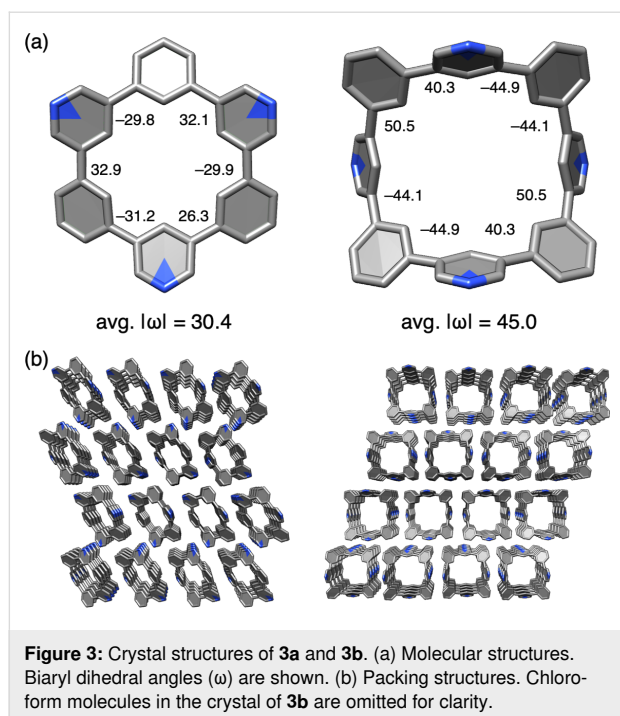 (a)
–29.8 32.1
32.9 –29.9
–31.2 26.3
avg. |ω| = 30.4
40.3 –44.9
50.5 –44.1
–44.1 50.5
–44.9 40.3
avg. |ω| = 45.0
(b)
Figure 3: Crystal structures of 3a and 3b. (a) Molecular structures.
Biaryl dihedral angles (ω) are shown. (b) Packing structures. Chloro-
form molecules in the crystal of 3b are omitted for clarity.